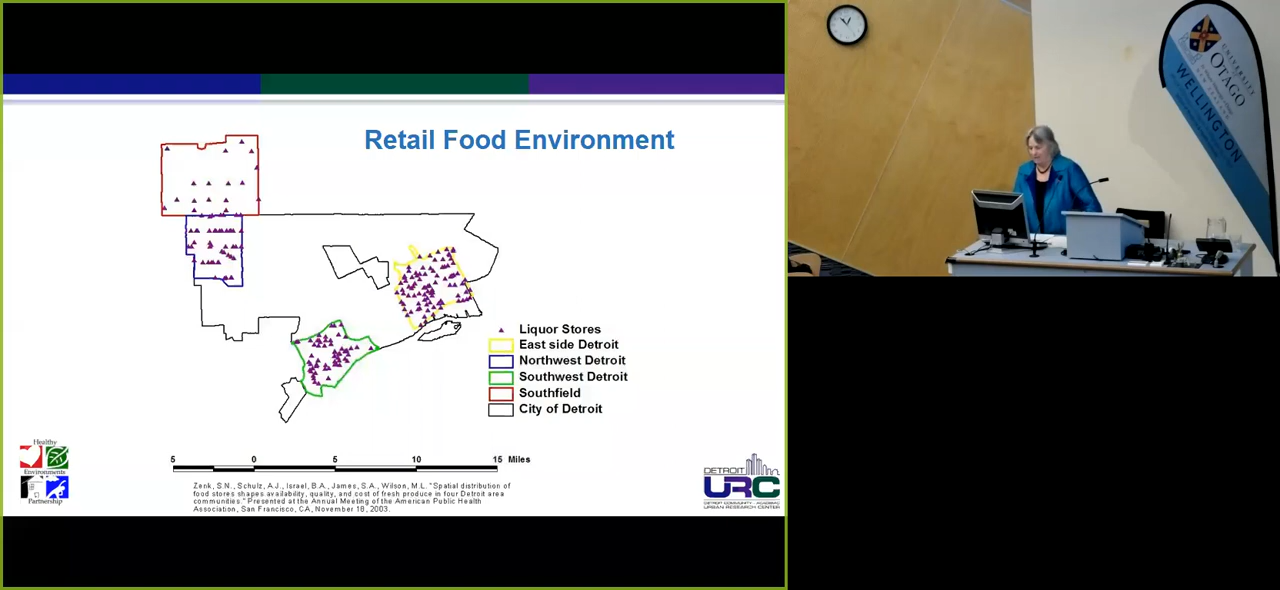 Retail Food Environment
Liquor Stores
East side Detroit
Northwest Detroit
Southwest Detroit
Southfield
City of Detroit
5 0 5 10 15 Miles
Zenk, S.N., Schulz, A.J., Israel, B.A., James, S.A., Wilson, M.L. "Spatial distribution of
food stores shapes availability, quality, and cost of fresh produce in four Detroit area
communities." Presented at the Annual Meeting of the American Public Health
Association, San Francisco, CA, November 18, 2003.
Healthy
Environments
Partnership
DETROIT
URC
DETROIT COMMUNITY - ACADEMIC
URBAN RESEARCH CENTER
UNIVERSITY
OTAGO
WELLINGTON